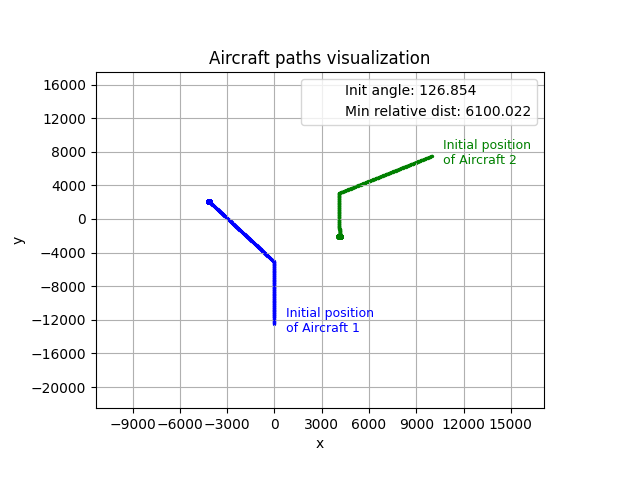 Aircraft paths visualization
Init angle: 126.854
Min relative dist: 6100.022
Initial position
of Aircraft 2
Initial position
of Aircraft 1
16000
12000
8000
4000
0
−4000
−8000
−12000
−16000
−20000
y
−9000 −6000 −3000 0 3000 6000 9000 12000 15000
x